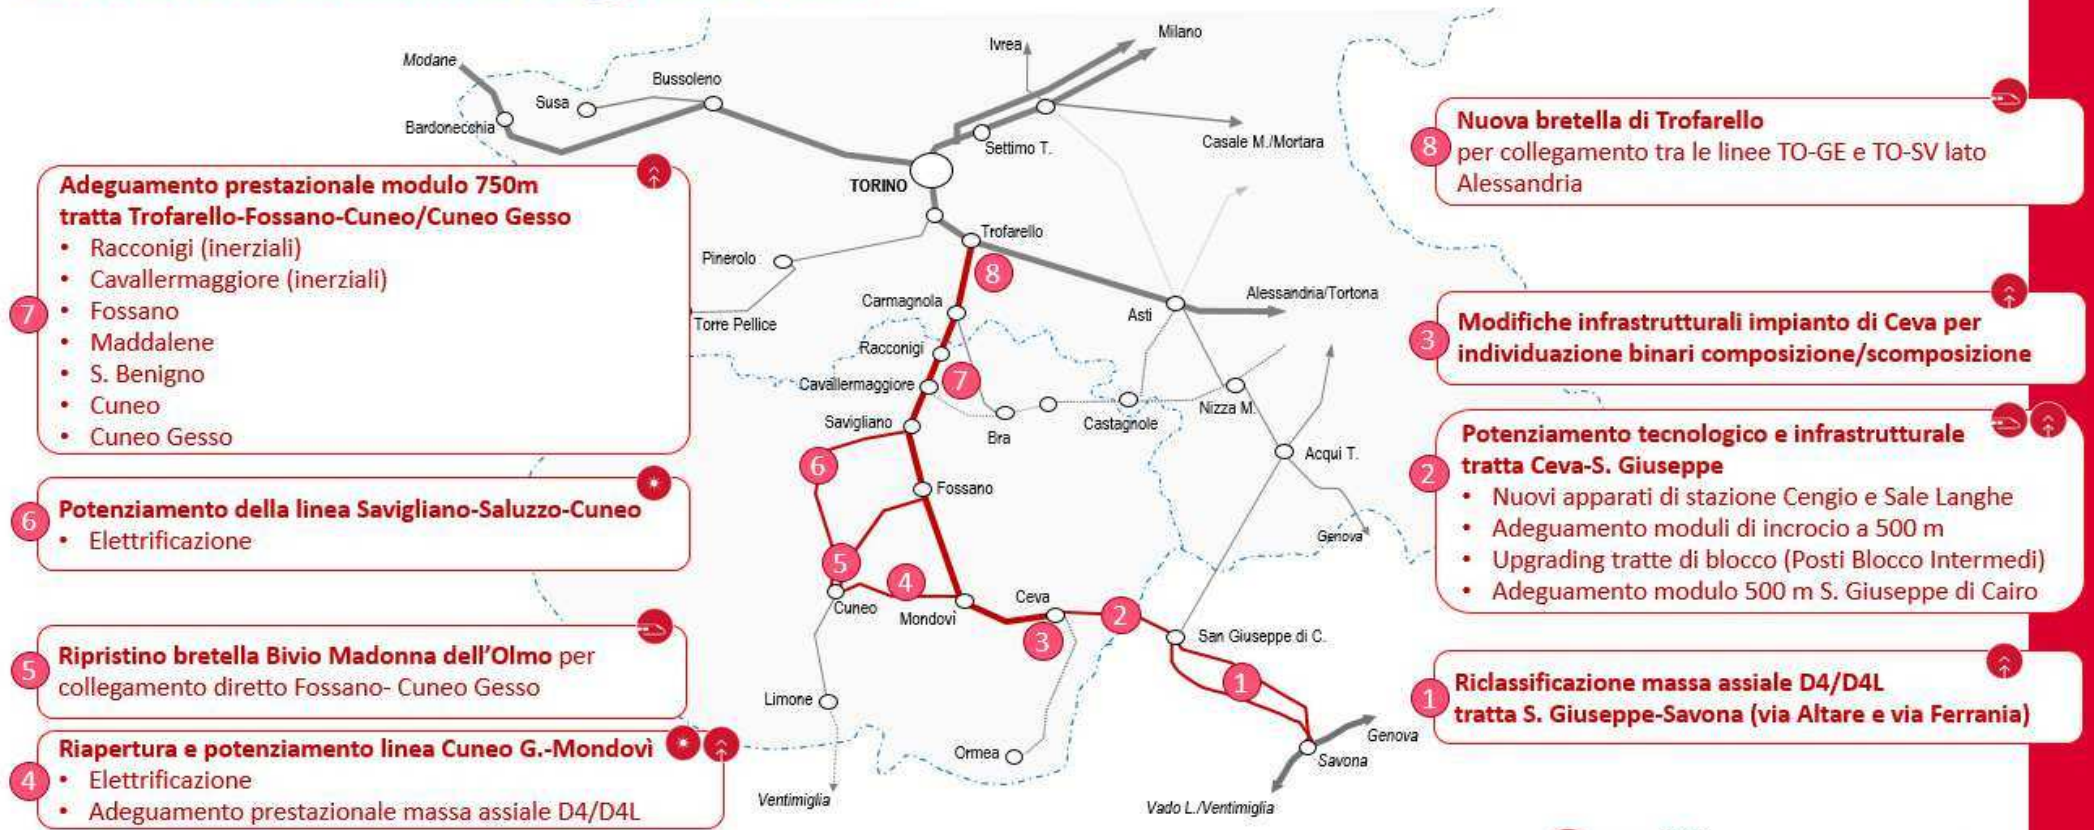 Modane
Bardonecchia
Susa
Bussoleno
Ivrea
Milano
Settimo T.
Casale M./Mortara
TORINO
Trofarello
Pinerolo
Torre Pellice
Carmagnola
Racconigi
Cavallermaggiore
Savigliano
Bra
Castagnole
Nizza M.
Asti
Alessandria/Tortona
Acqui T.
Genova
Fossano
Cuneo
Mondovì
Ceva
San Giuseppe di C.
Limone
Ormea
Ventimiglia
Savona
Genova
Vado L./Ventimiglia
8
7
6
5
4
3
2
1
7
Adeguamento prestazionale modulo 750m
tratta Trofarello-Fossano-Cuneo/Cuneo Gesso
• Racconigi (inerziali)
• Cavallermaggiore (inerziali)
• Fossano
• Maddalene
• S. Benigno
• Cuneo
• Cuneo Gesso
6
Potenziamento della linea Savigliano-Saluzzo-Cuneo
• Elettrificazione
5
Ripristino bretella Bivio Madonna dell'Olmo per
collegamento diretto Fossano- Cuneo Gesso
4
Riapertura e potenziamento linea Cuneo G.-Mondovì
• Elettrificazione
• Adeguamento prestazionale massa assiale D4/D4L
8
Nuova bretella di Trofarello
per collegamento tra le linee TO-GE e TO-SV lato
Alessandria
3
Modifiche infrastrutturali impianto di Ceva per
individuazione binari composizione/scomposizione
2
Potenziamento tecnologico e infrastrutturale
tratta Ceva-S. Giuseppe
• Nuovi apparati di stazione Cengio e Sale Langhe
• Adeguamento moduli di incrocio a 500 m
• Upgrading tratte di blocco (Posti Blocco Intermedi)
• Adeguamento modulo 500 m S. Giuseppe di Cairo
1
Riclassificazione massa assiale D4/D4L
tratta S. Giuseppe-Savona (via Altare e via Ferrania)